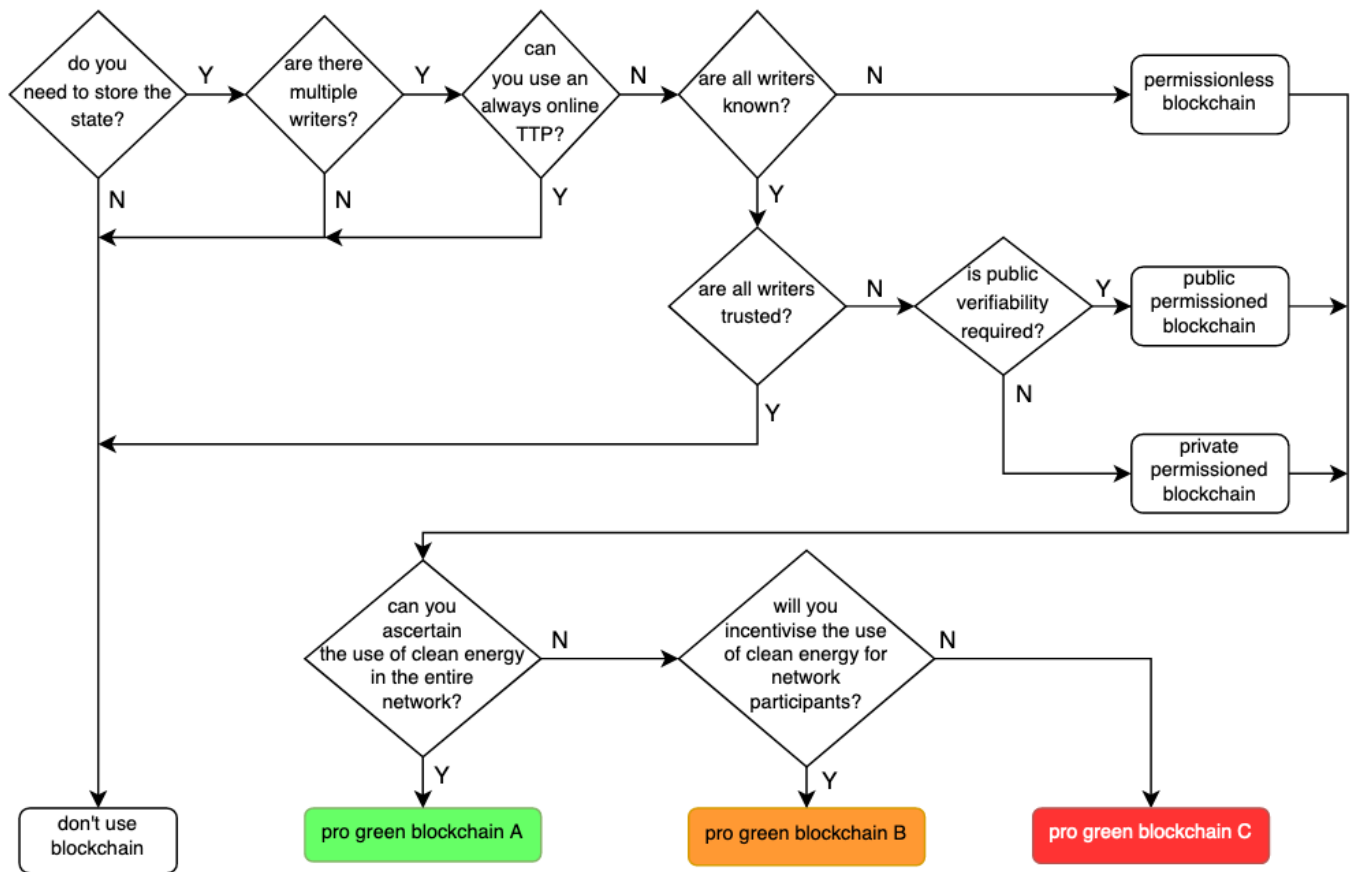 do you
need to store the
state?
Y
are there
multiple
writers?
Y
can
you use an
always online
TTP?
N
are all writers
known?
N
permissionless
blockchain
N
N
Y
Y
are all writers
trusted?
N
is public
verifiability
required?
Y
public
permissioned
blockchain
Y
N
private
permissioned
blockchain
can you
ascertain
the use of clean energy
in the entire
network?
N
will you
incentivise the use
of clean energy for
network
participants?
N
Y
Y
don't use
blockchain
pro green blockchain A
pro green blockchain B
pro green blockchain C